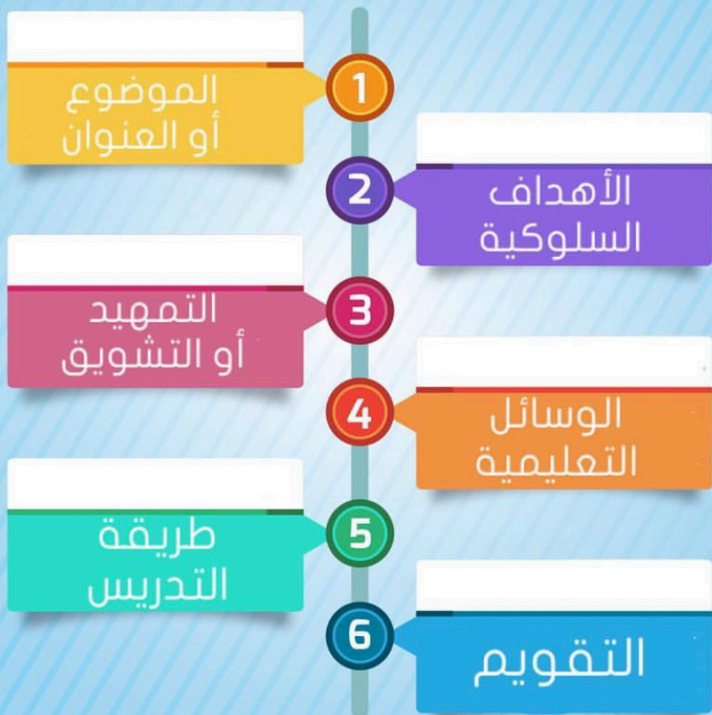 1
الموضوع
أو العنوان
2
الأهداف
السلوكية
3
التمهيد
أو التشويق
4
الوسائل
التعليمية
5
طريقة
التدريس
6
التقويم